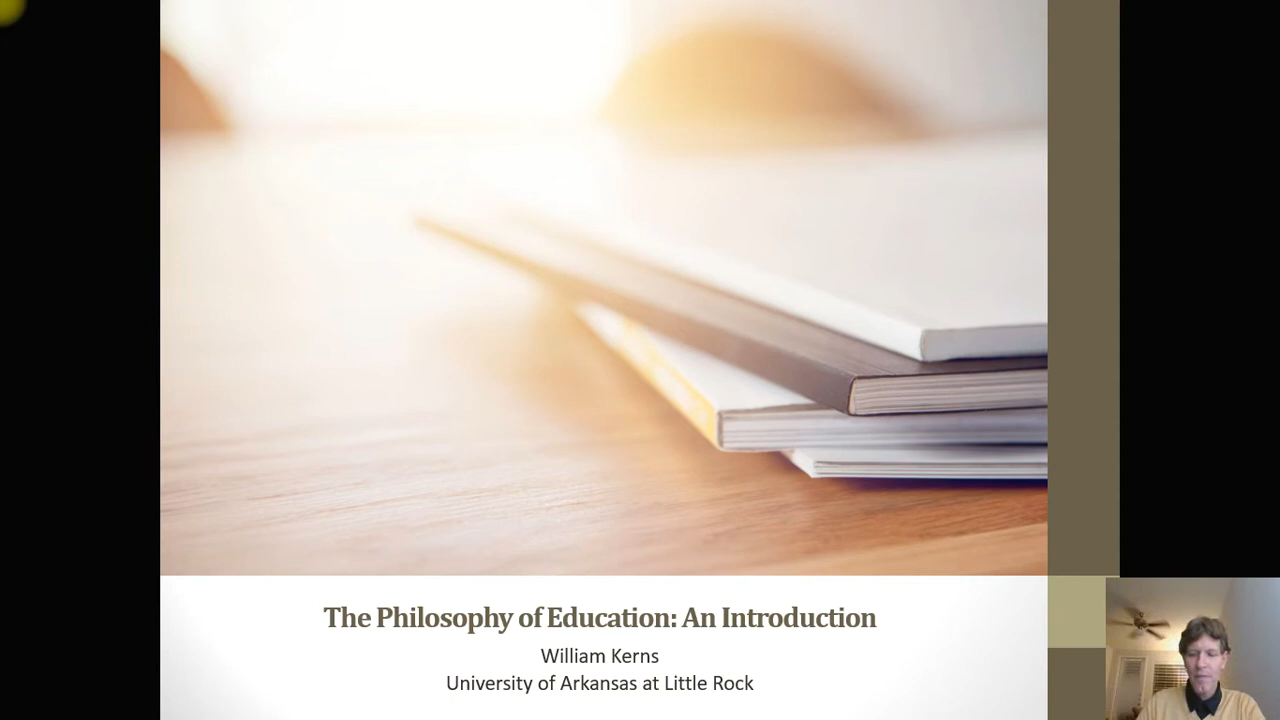 The Philosophy of Education: An Introduction
William Kerns
University of Arkansas at Little Rock